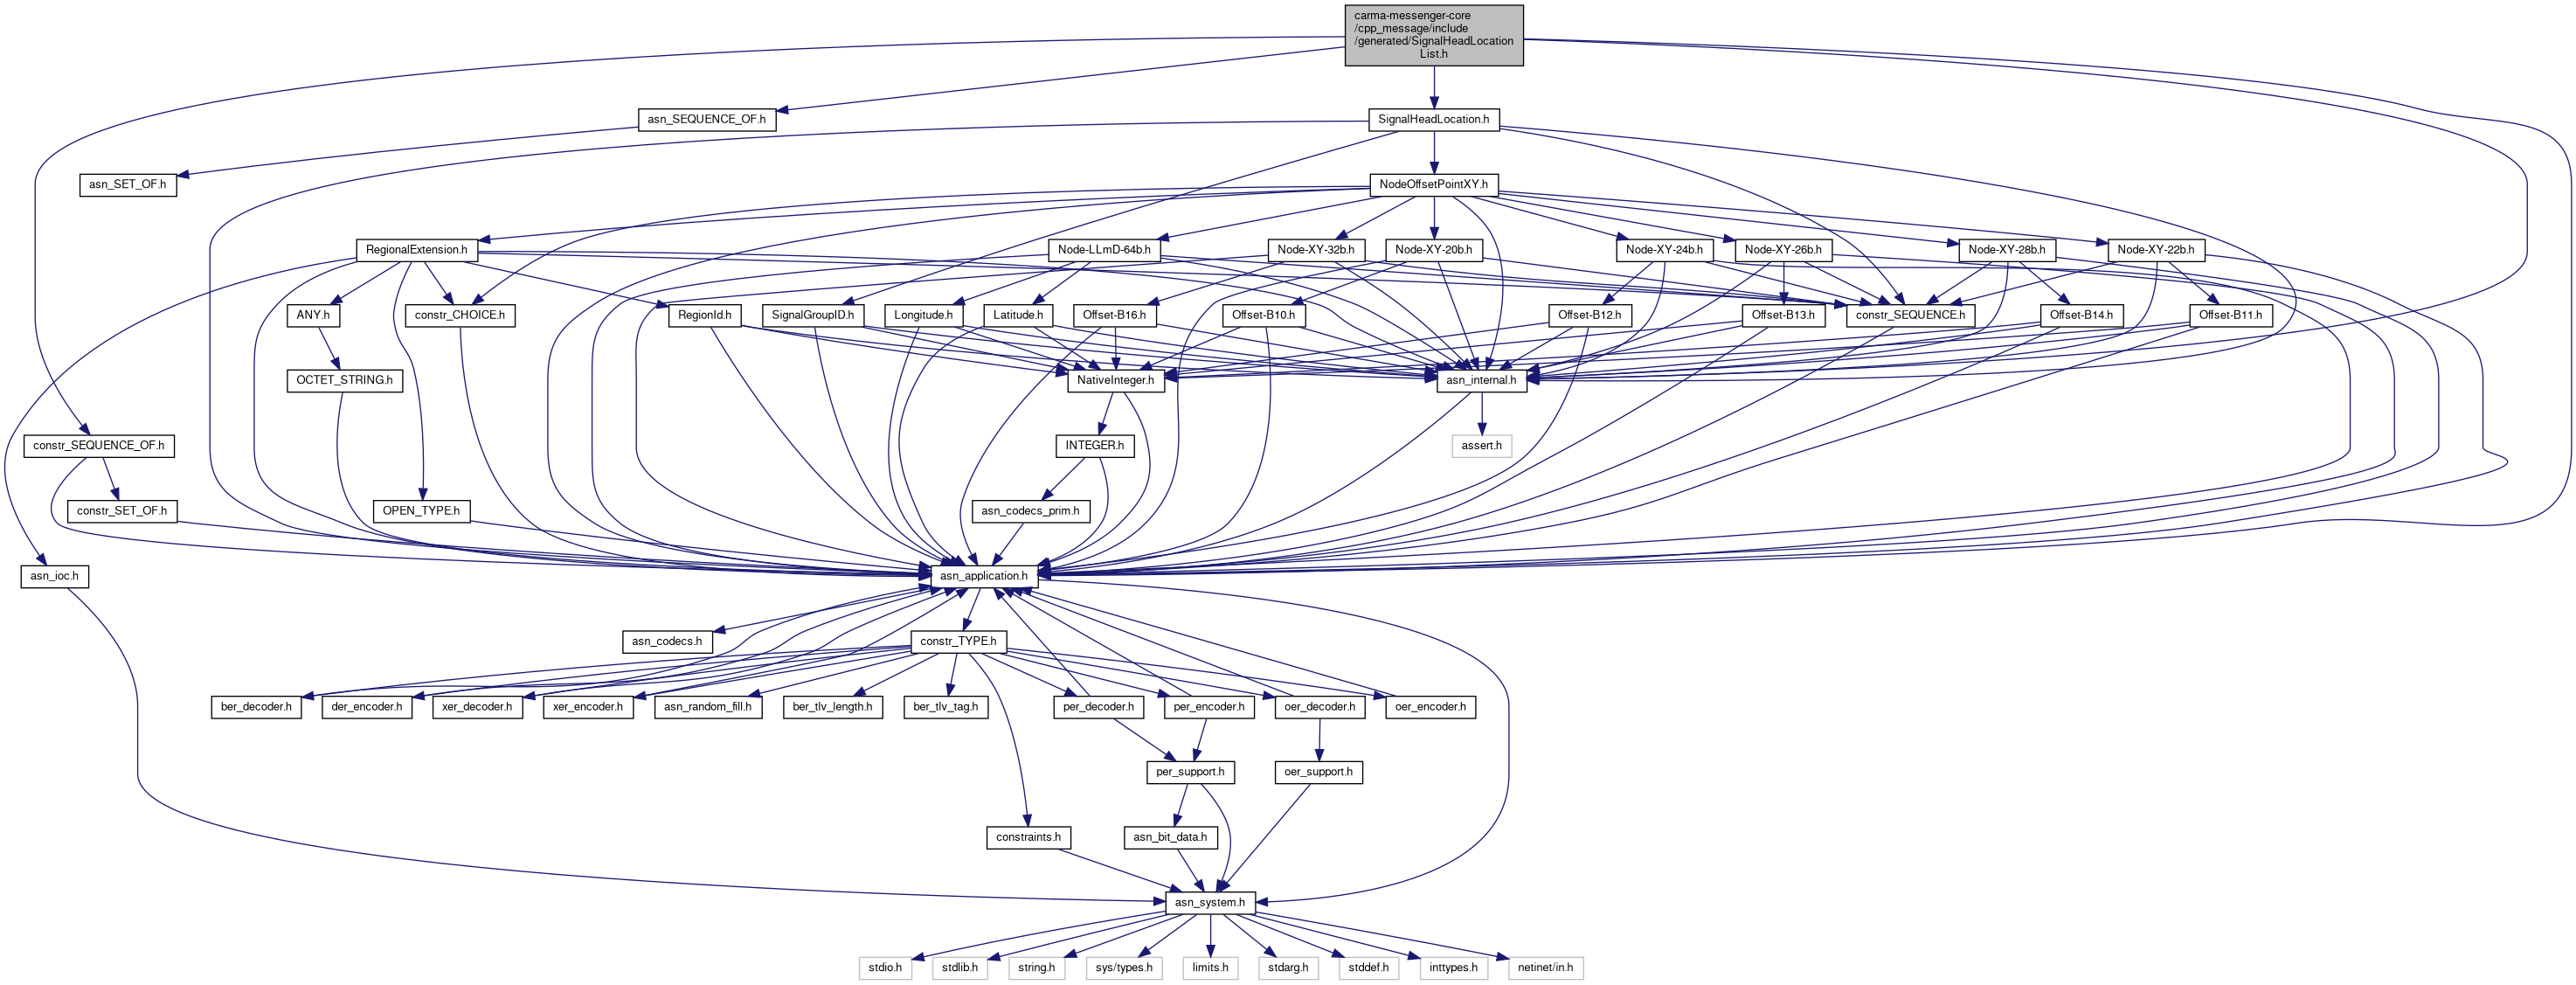 carma-messenger-core
/cpp_message/include
/generated/SignalHeadLocation
List.h
asn_SEQUENCE_OF.h
SignalHeadLocation.h
asn_SET_OF.h
NodeOffsetPointXY.h
RegionalExtension.h
Node-LLmD-64b.h
Node-XY-32b.h
Node-XY-20b.h
Node-XY-24b.h
Node-XY-26b.h
Node-XY-28b.h
Node-XY-22b.h
ANY.h
constr_CHOICE.h
RegionId.h
SignalGroupID.h
Longitude.h
Latitude.h
Offset-B16.h
Offset-B10.h
Offset-B12.h
Offset-B13.h
constr_SEQUENCE.h
Offset-B14.h
Offset-B11.h
OCTET_STRING.h
NativeInteger.h
asn_internal.h
constr_SEQUENCE_OF.h
INTEGER.h
assert.h
constr_SET_OF.h
OPEN_TYPE.h
asn_codecs_prim.h
asn_ioc.h
asn_application.h
asn_codecs.h
constr_TYPE.h
ber_decoder.h
der_encoder.h
xer_decoder.h
xer_encoder.h
asn_random_fill.h
ber_tlv_length.h
ber_tlv_tag.h
per_decoder.h
per_encoder.h
oer_decoder.h
oer_encoder.h
per_support.h
oer_support.h
constraints.h
asn_bit_data.h
asn_system.h
stdio.h
stdlib.h
string.h
sys/types.h
limits.h
stdarg.h
stddef.h
inttypes.h
netinet/in.h